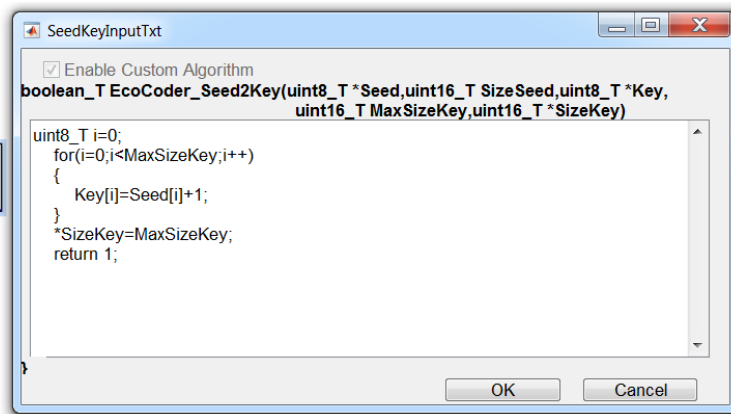 SeedKeyInputTxt
Enable Custom Algorithm
boolean_T EcoCoder_Seed2Key(uint8_T *Seed,uint16_T SizeSeed,uint8_T *Key,
uint16_T MaxSizeKey,uint16_T *SizeKey)
uint8_T i=0;
for(i=0;i<MaxSizeKey;i++)
{
Key[i]=Seed[i]+1;
}
*SizeKey=MaxSizeKey;
return 1;
}
OK Cancel